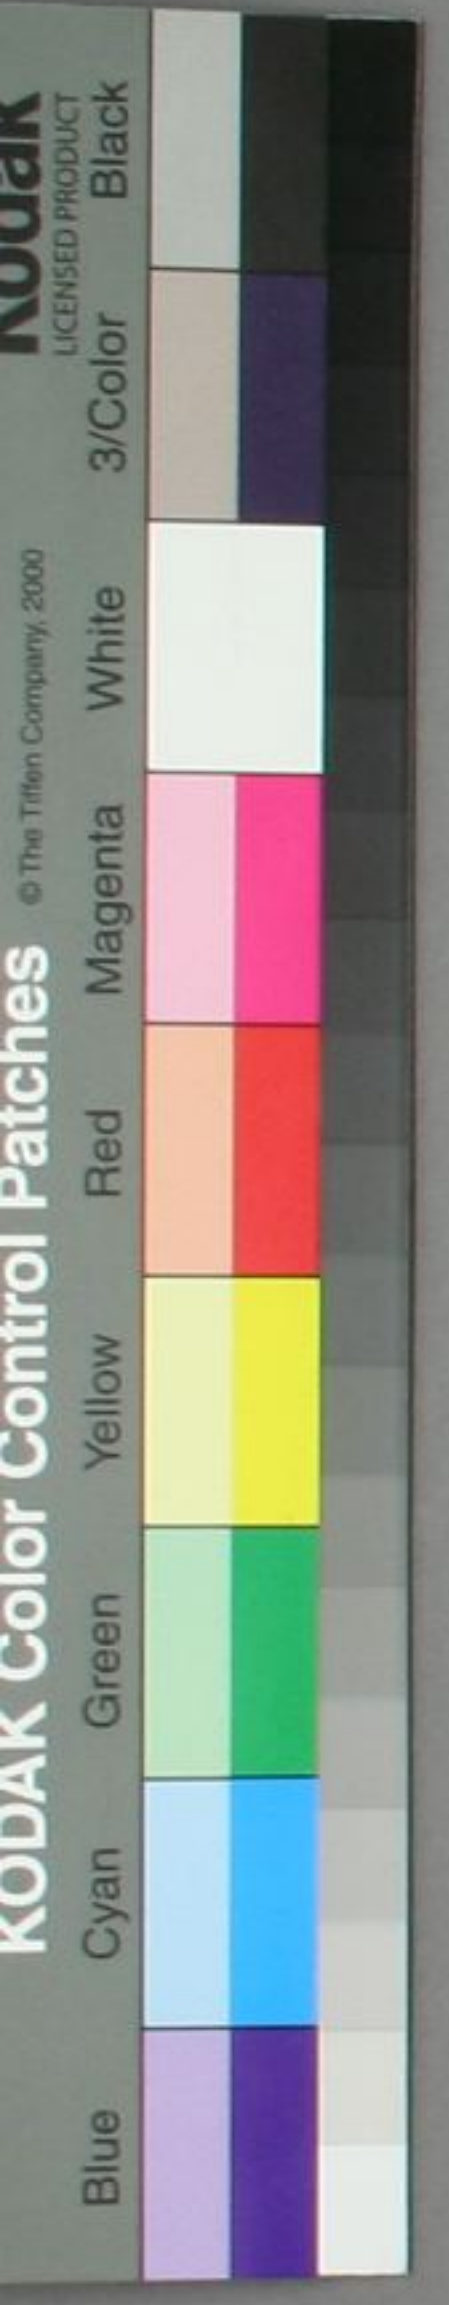 Kodak
LICENSED PRODUCT
KODAK Color Control Patches
© The Tiffen Company, 2000
Blue
Cyan
Green
Yellow
Red
Magenta
White
3/Color
Black